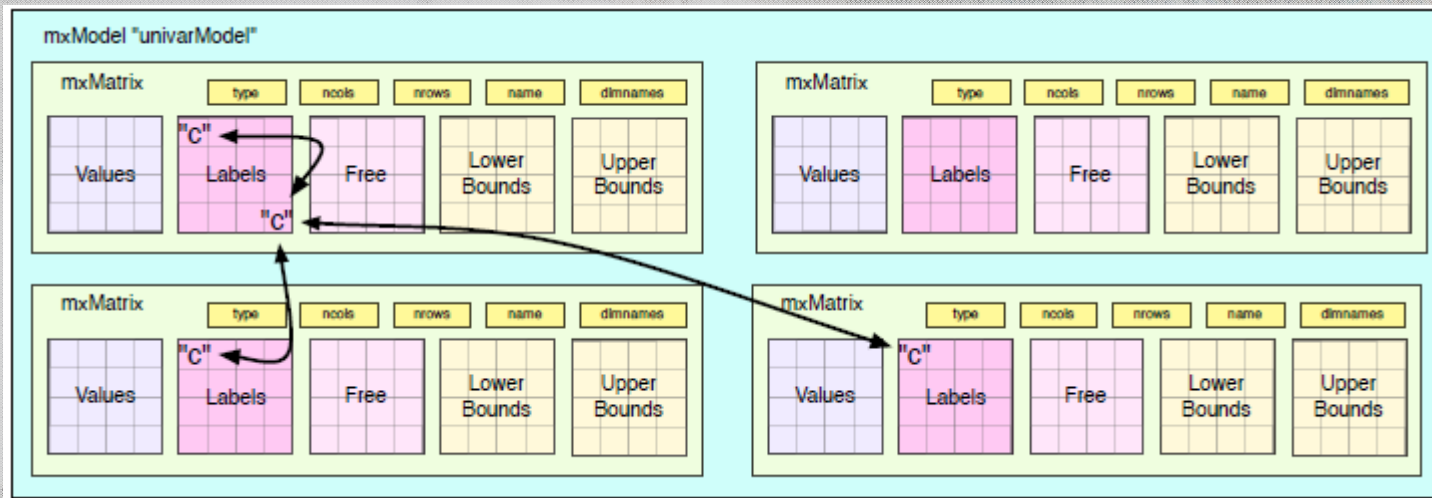 mxModel "univarModel"
mxMatrix
type ncols nrows name dimnames
"C"
Values Labels Free Lower Bounds Upper Bounds
"C"
mxMatrix
type ncols nrows name dimnames
Values Labels Free Lower Bounds Upper Bounds
mxMatrix
type ncols nrows name dimnames
"C"
Values Labels Free Lower Bounds Upper Bounds
mxMatrix
type ncols nrows name dimnames
"C"
Values Labels Free Lower Bounds Upper Bounds